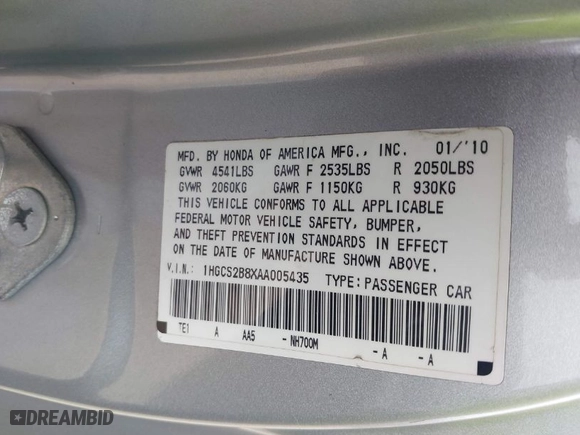 MFD. BY HONDA OF AMERICA MFG., INC. 01/'10
GVWR 4541LBS GAWR F 2535LBS R 2050LBS
GVWR 2060KG GAWR F 1150KG R 930KG
THIS VEHICLE CONFORMS TO ALL APPLICABLE
FEDERAL MOTOR VEHICLE SAFETY, BUMPER,
AND THEFT PREVENTION STANDARDS IN EFFECT
ON THE DATE OF MANUFACTURE SHOWN ABOVE.
V.I.N.: 1HGCS2B8XAA005435 TYPE: PASSENGER CAR
TE1 A AA5 - NH700M - A - A
DREAMBID